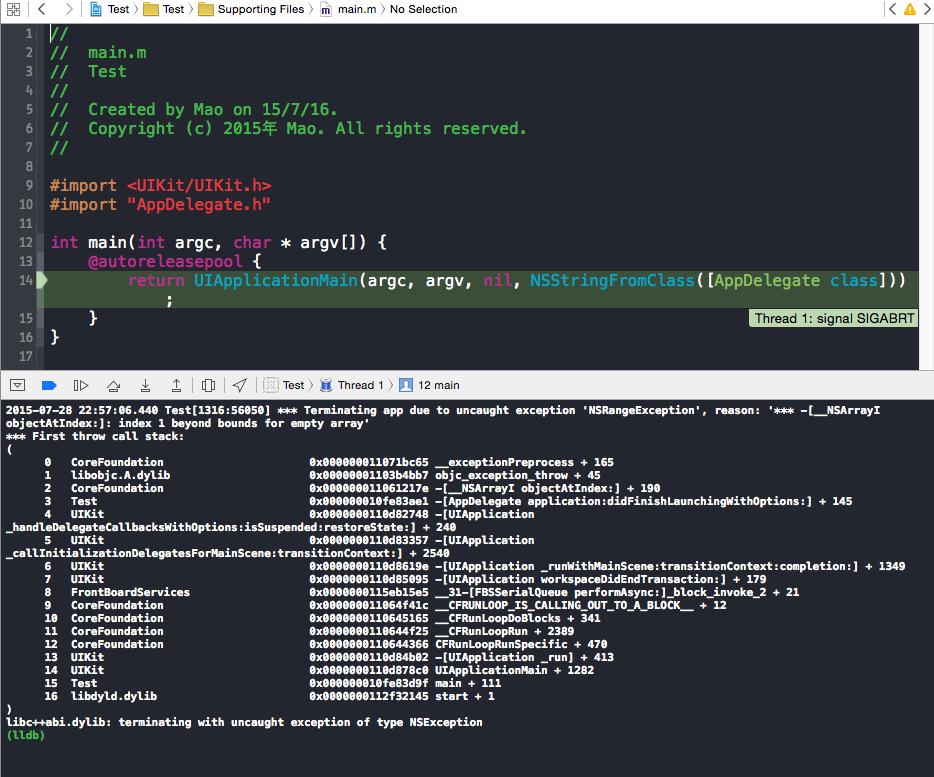 Test > Test > Supporting Files > m main.m > No Selection
1 //
2 //  main.m
3 //  Test
4 //
5 //  Created by Mao on 15/7/16.
6 //  Copyright (c) 2015年 Mao. All rights reserved.
7 //
8
9 #import <UIKit/UIKit.h>
10 #import "AppDelegate.h"
11
12 int main(int argc, char * argv[]) {
13     @autoreleasepool {
14         return UIApplicationMain(argc, argv, nil, NSStringFromClass([AppDelegate class]))
;
15     }
Thread 1: signal SIGABRT
16 }
17
Test > Thread 1 > 12 main
2015-07-28 22:57:06.440 Test[1316:56050] *** Terminating app due to uncaught exception 'NSRangeException', reason: '*** -[__NSArrayI
objectAtIndex:]: index 1 beyond bounds for empty array'
*** First throw call stack:
(
0   CoreFoundation                      0x000000011071bc65 __exceptionPreprocess + 165
1   libobjc.A.dylib                     0x00000001103b4bb7 objc_exception_throw + 45
2   CoreFoundation                      0x000000011061217e -[__NSArrayI objectAtIndex:] + 190
3   Test                                0x000000010fe83ae1 -[AppDelegate application:didFinishLaunchingWithOptions:] + 145
4   UIKit                               0x0000000110d82748 -[UIApplication
_handleDelegateCallbacksWithOptions:isSuspended:restoreState:] + 240
5   UIKit                               0x0000000110d83357 -[UIApplication
_callInitializationDelegatesForMainScene:transitionContext:] + 2540
6   UIKit                               0x0000000110d8619e -[UIApplication _runWithMainScene:transitionContext:completion:] + 1349
7   UIKit                               0x0000000110d85095 -[UIApplication workspaceDidEndTransaction:] + 179
8   FrontBoardServices                  0x0000000115eb15e5 __31-[FBSSerialQueue performAsync:]_block_invoke_2 + 21
9   CoreFoundation                      0x000000011064f41c __CFRUNLOOP_IS_CALLING_OUT_TO_A_BLOCK__ + 12
10  CoreFoundation                      0x0000000110645165 __CFRunLoopDoBlocks + 341
11  CoreFoundation                      0x0000000110644f25 __CFRunLoopRun + 2389
12  CoreFoundation                      0x0000000110644366 CFRunLoopRunSpecific + 470
13  UIKit                               0x0000000110d84b02 -[UIApplication _run] + 413
14  UIKit                               0x0000000110d878c0 UIApplicationMain + 1282
15  Test                                0x000000010fe83d9f main + 111
16  libdyld.dylib                       0x0000000112f32145 start + 1
)
libc++abi.dylib: terminating with uncaught exception of type NSException
(lldb)